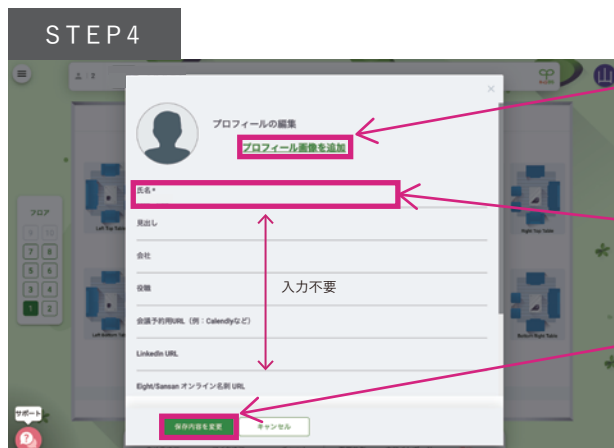 STEP4
2
山
プロフィールの編集
プロフィール画像を追加
氏名*
見出し
会社
役職
入力不要
会議予約用URL（例：Calendlyなど）
Linkedin URL
Eight/Sansan オンライン名刺 URL
保存内容を変更
キャンセル
フロア
9 10
7 8
5 6
3 4
1 2
Left Top Table
Right Top Table
Left Bottom Table
Bottom Right Table
サポート